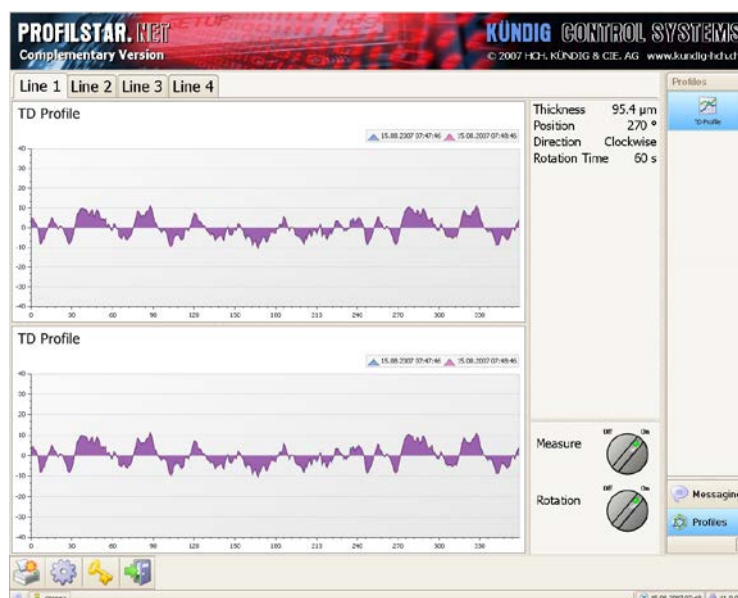 PROFILSTAR.NET
Complementary Version
KÜNDIG CONTROL SYSTEMS
© 2007 HCH. KÜNDIG & CIE. AG www.kundig-hch.ch
Line 1 Line 2 Line 3 Line 4
Profiles
TD Profile
TD Profile
15.08.2007 07:47:46 15.08.2007 07:48:46
40
30
20
10
0
-10
-20
-30
-40
0 30 60 90 120 150 180 210 240 270 300 330
Thickness 95.4 µm
Position 270 °
Direction Clockwise
Rotation Time 60 s
TD Profile
15.08.2007 07:47:46 15.08.2007 07:48:46
40
30
20
10
0
-10
-20
-30
-40
0 30 60 90 120 150 180 210 240 270 300 330
Off On
Measure
Off On
Rotation
Messaging
Profiles